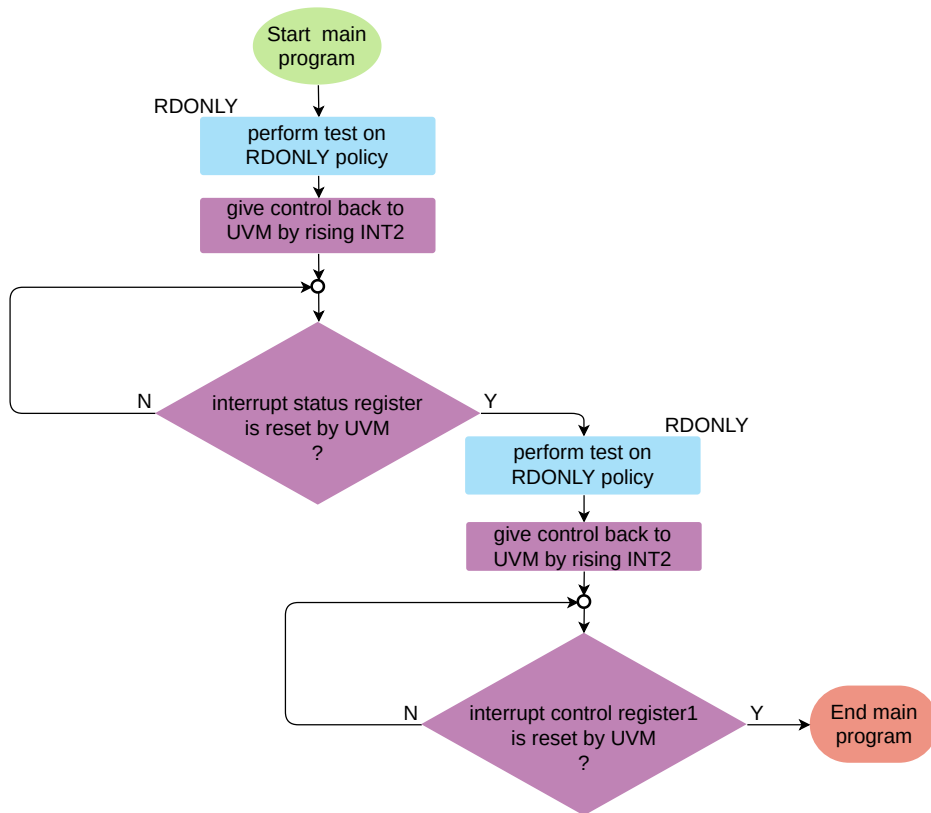 Start main
program
RDONLY
perform test on
RDONLY policy
give control back to
UVM by rising INT2
N
interrupt status register
is reset by UVM
?
Y
RDONLY
perform test on
RDONLY policy
give control back to
UVM by rising INT2
N
interrupt control register1
is reset by UVM
?
Y
End main
program